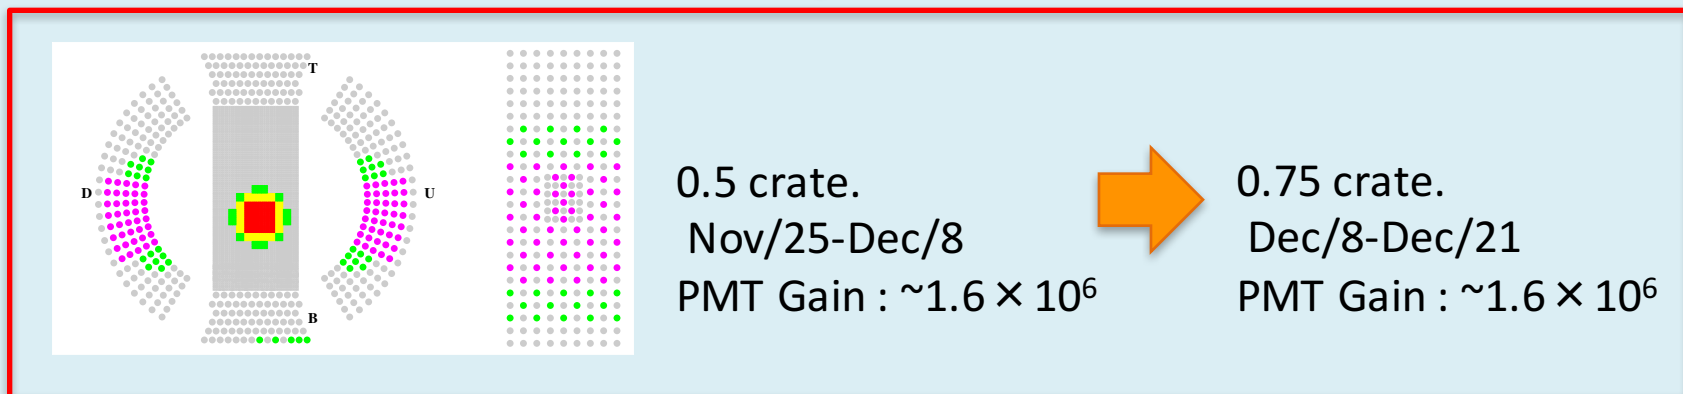 T
D
U
B
0.5 crate.
Nov/25-Dec/8
PMT Gain : ~1.6 × 10⁶
0.75 crate.
Dec/8-Dec/21
PMT Gain : ~1.6 × 10⁶